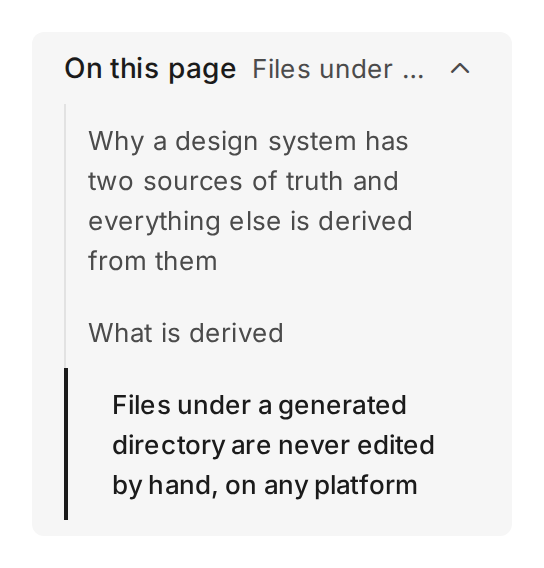 On this page Files under ...
Why a design system has
two sources of truth and
everything else is derived
from them
What is derived
Files under a generated
directory are never edited
by hand, on any platform